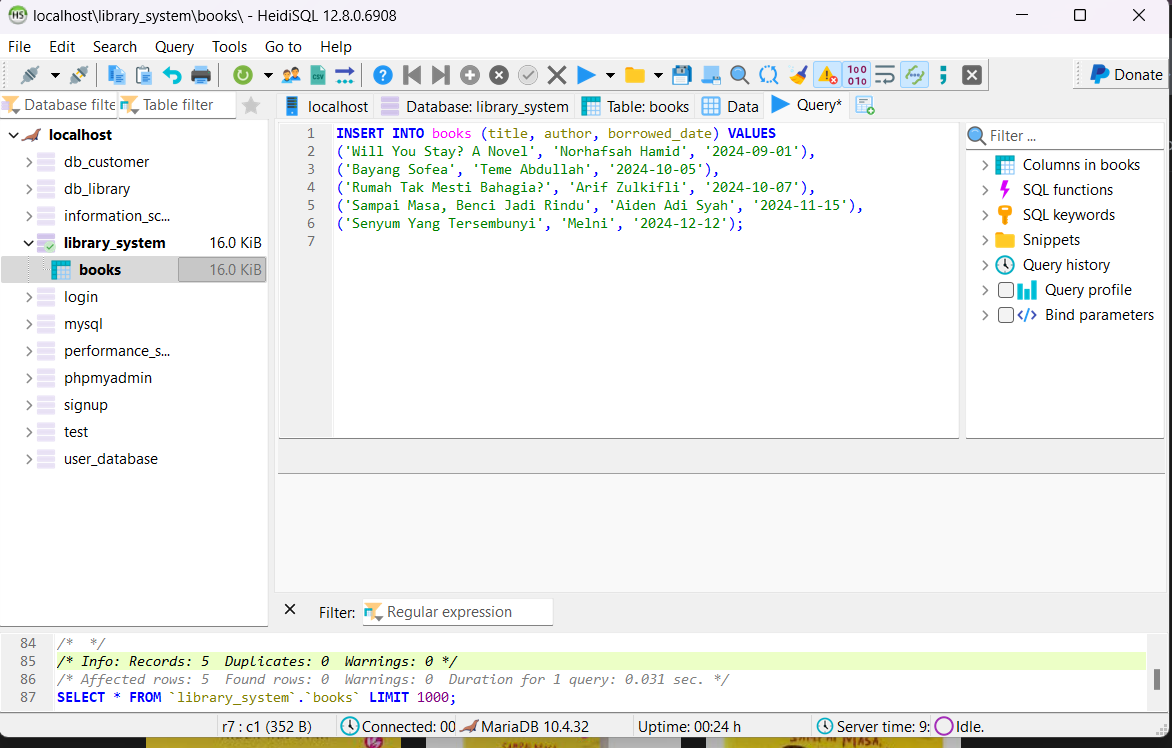 localhost\library_system\books\ - HeidiSQL 12.8.0.6908
File Edit Search Query Tools Go to Help
Donate
Database filte Table filter
localhost Database: library_system Table: books Data Query*
localhost
db_customer
db_library
information_sc...
library_system 16.0 KiB
books 16.0 KiB
login
mysql
performance_s...
phpmyadmin
signup
test
user_database
1 INSERT INTO books (title, author, borrowed_date) VALUES
2 ('Will You Stay? A Novel', 'Norhafsah Hamid', '2024-09-01'),
3 ('Bayang Sofea', 'Teme Abdullah', '2024-10-05'),
4 ('Rumah Tak Mesti Bahagia?', 'Arif Zulkifli', '2024-10-07'),
5 ('Sampai Masa, Benci Jadi Rindu', 'Aiden Adi Syah', '2024-11-15'),
6 ('Senyum Yang Tersembunyi', 'Melni', '2024-12-12');
7
Filter ...
Columns in books
SQL functions
SQL keywords
Snippets
Query history
Query profile
Bind parameters
Filter: Regular expression
84 /* */
85 /* Info: Records: 5 Duplicates: 0 Warnings: 0 */
86 /* Affected rows: 5 Found rows: 0 Warnings: 0 Duration for 1 query: 0.031 sec. */
87 SELECT * FROM `library_system`.`books` LIMIT 1000;
r7 : c1 (352 B) Connected: 00 MariaDB 10.4.32 Uptime: 00:24 h Server time: 9: Idle.